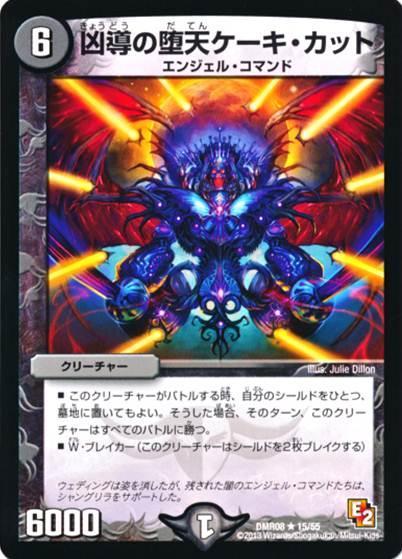 6
きょうどう だてん
凶導の堕天ケーキ・カット
エンジェル・コマンド
クリーチャー
Illus. Julie Dillon
■ このクリーチャーがバトルする時、自分のシールドをひとつ、
墓地に置いてもよい。そうした場合、そのターン、このクリー
チャーはすべてのバトルに勝つ。
■ W・ブレイカー(このクリーチャーはシールドを2枚ブレイクする)
ウェディングは姿を消したが、残された闇のエンジェル・コマンドたちは、
シャングリラをサポートした。
6000
1
E2
DMR08 ★ 15/55
©2013 Wizards/Shogakukan/Mitsui-Kids